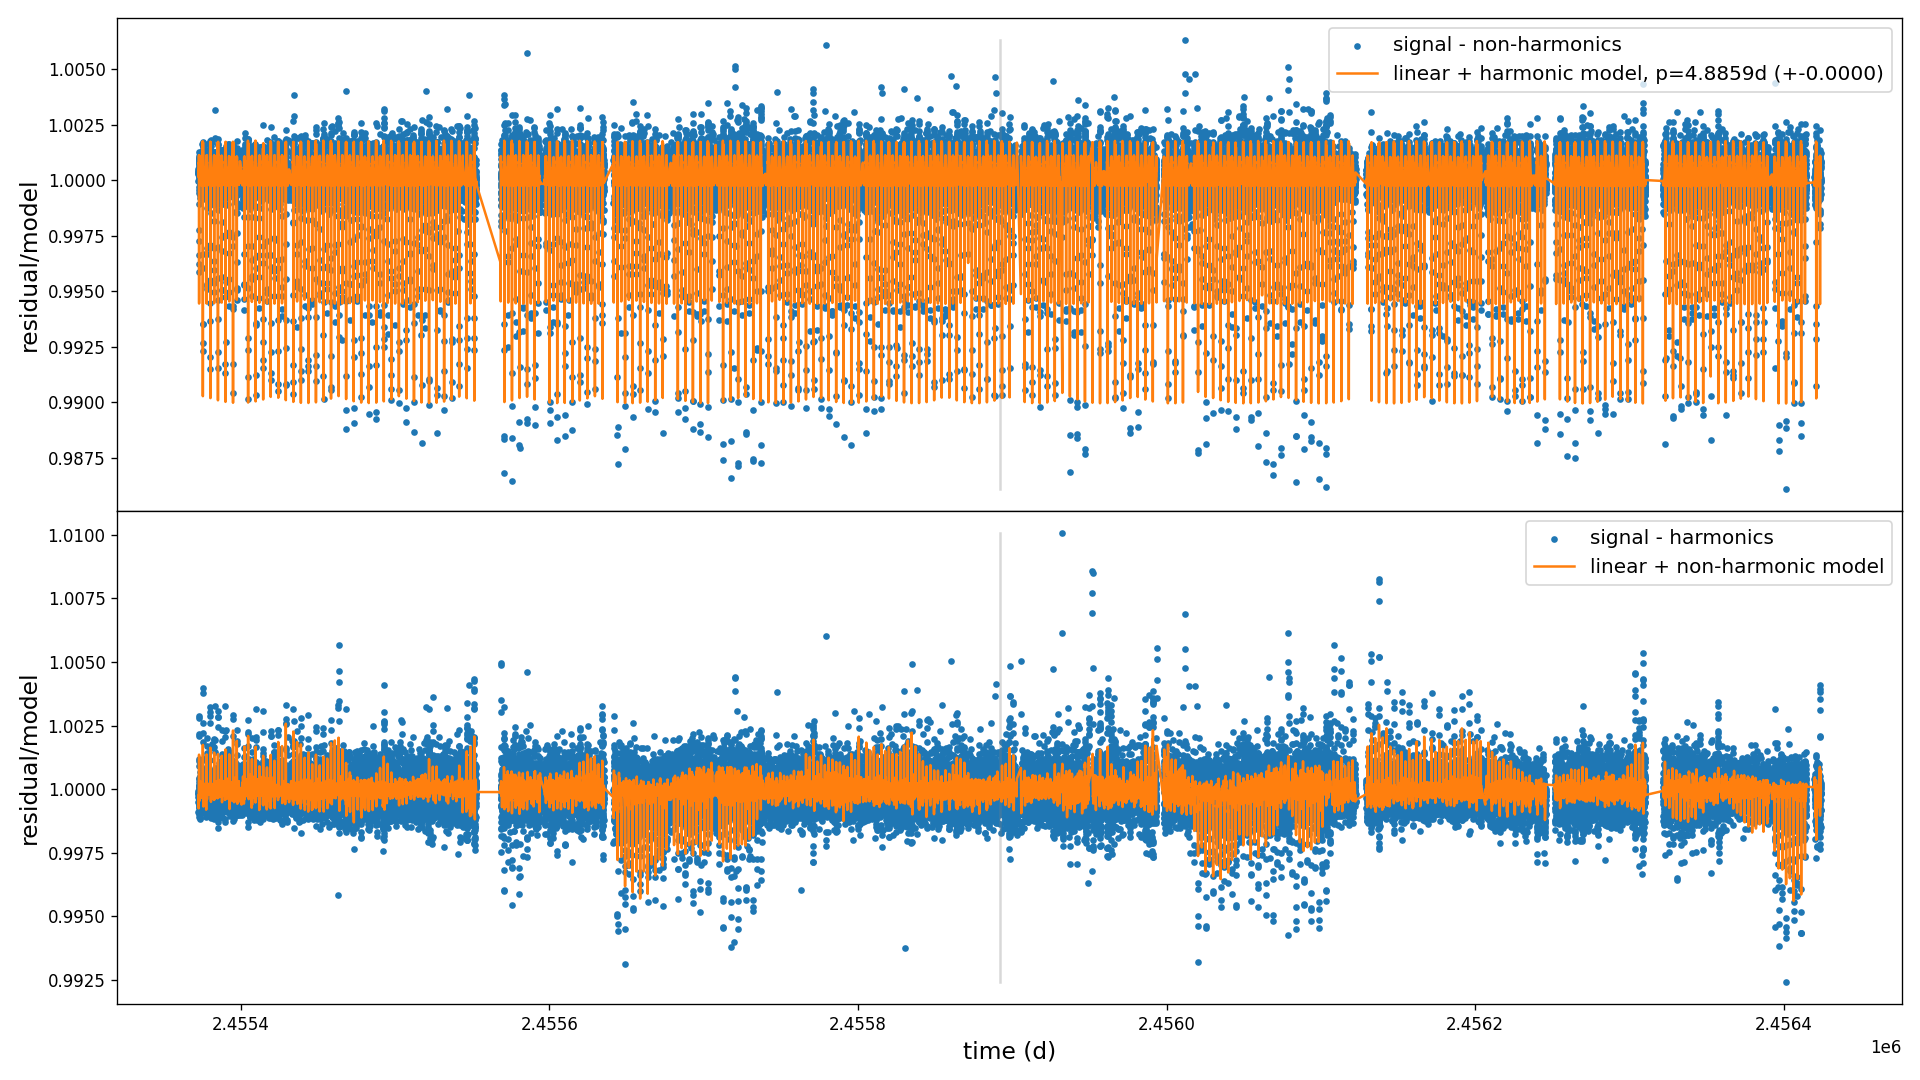 signal - non-harmonics
linear + harmonic model, p=4.8859d (+-0.0000)
residual/model
1.0050
1.0025
1.0000
0.9975
0.9950
0.9925
0.9900
0.9875
signal - harmonics
linear + non-harmonic model
residual/model
1.0100
1.0075
1.0050
1.0025
1.0000
0.9975
0.9950
0.9925
2.4554 2.4556 2.4558 2.4560 2.4562 2.4564
time (d)
1e6